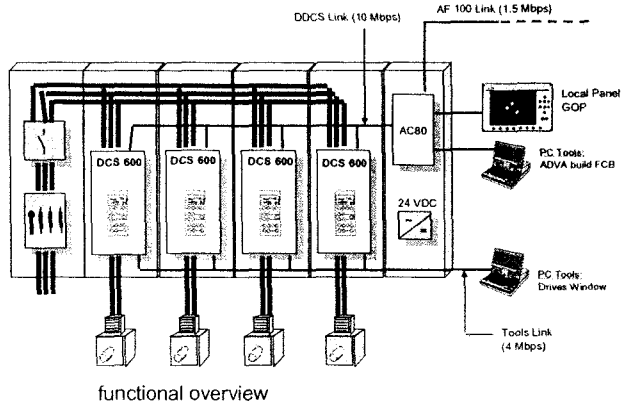 AF 100 Link (1.5 Mbps)
DDCS Link (10 Mbps)
Local Panel
GOP
AC80
DCS 600
DCS 600
DCS 600
DCS 600
PC Tools:
ADVA build FCB
24 VDC
PC Tools:
Drives Window
Tools Link
(4 Mbps)
functional overview